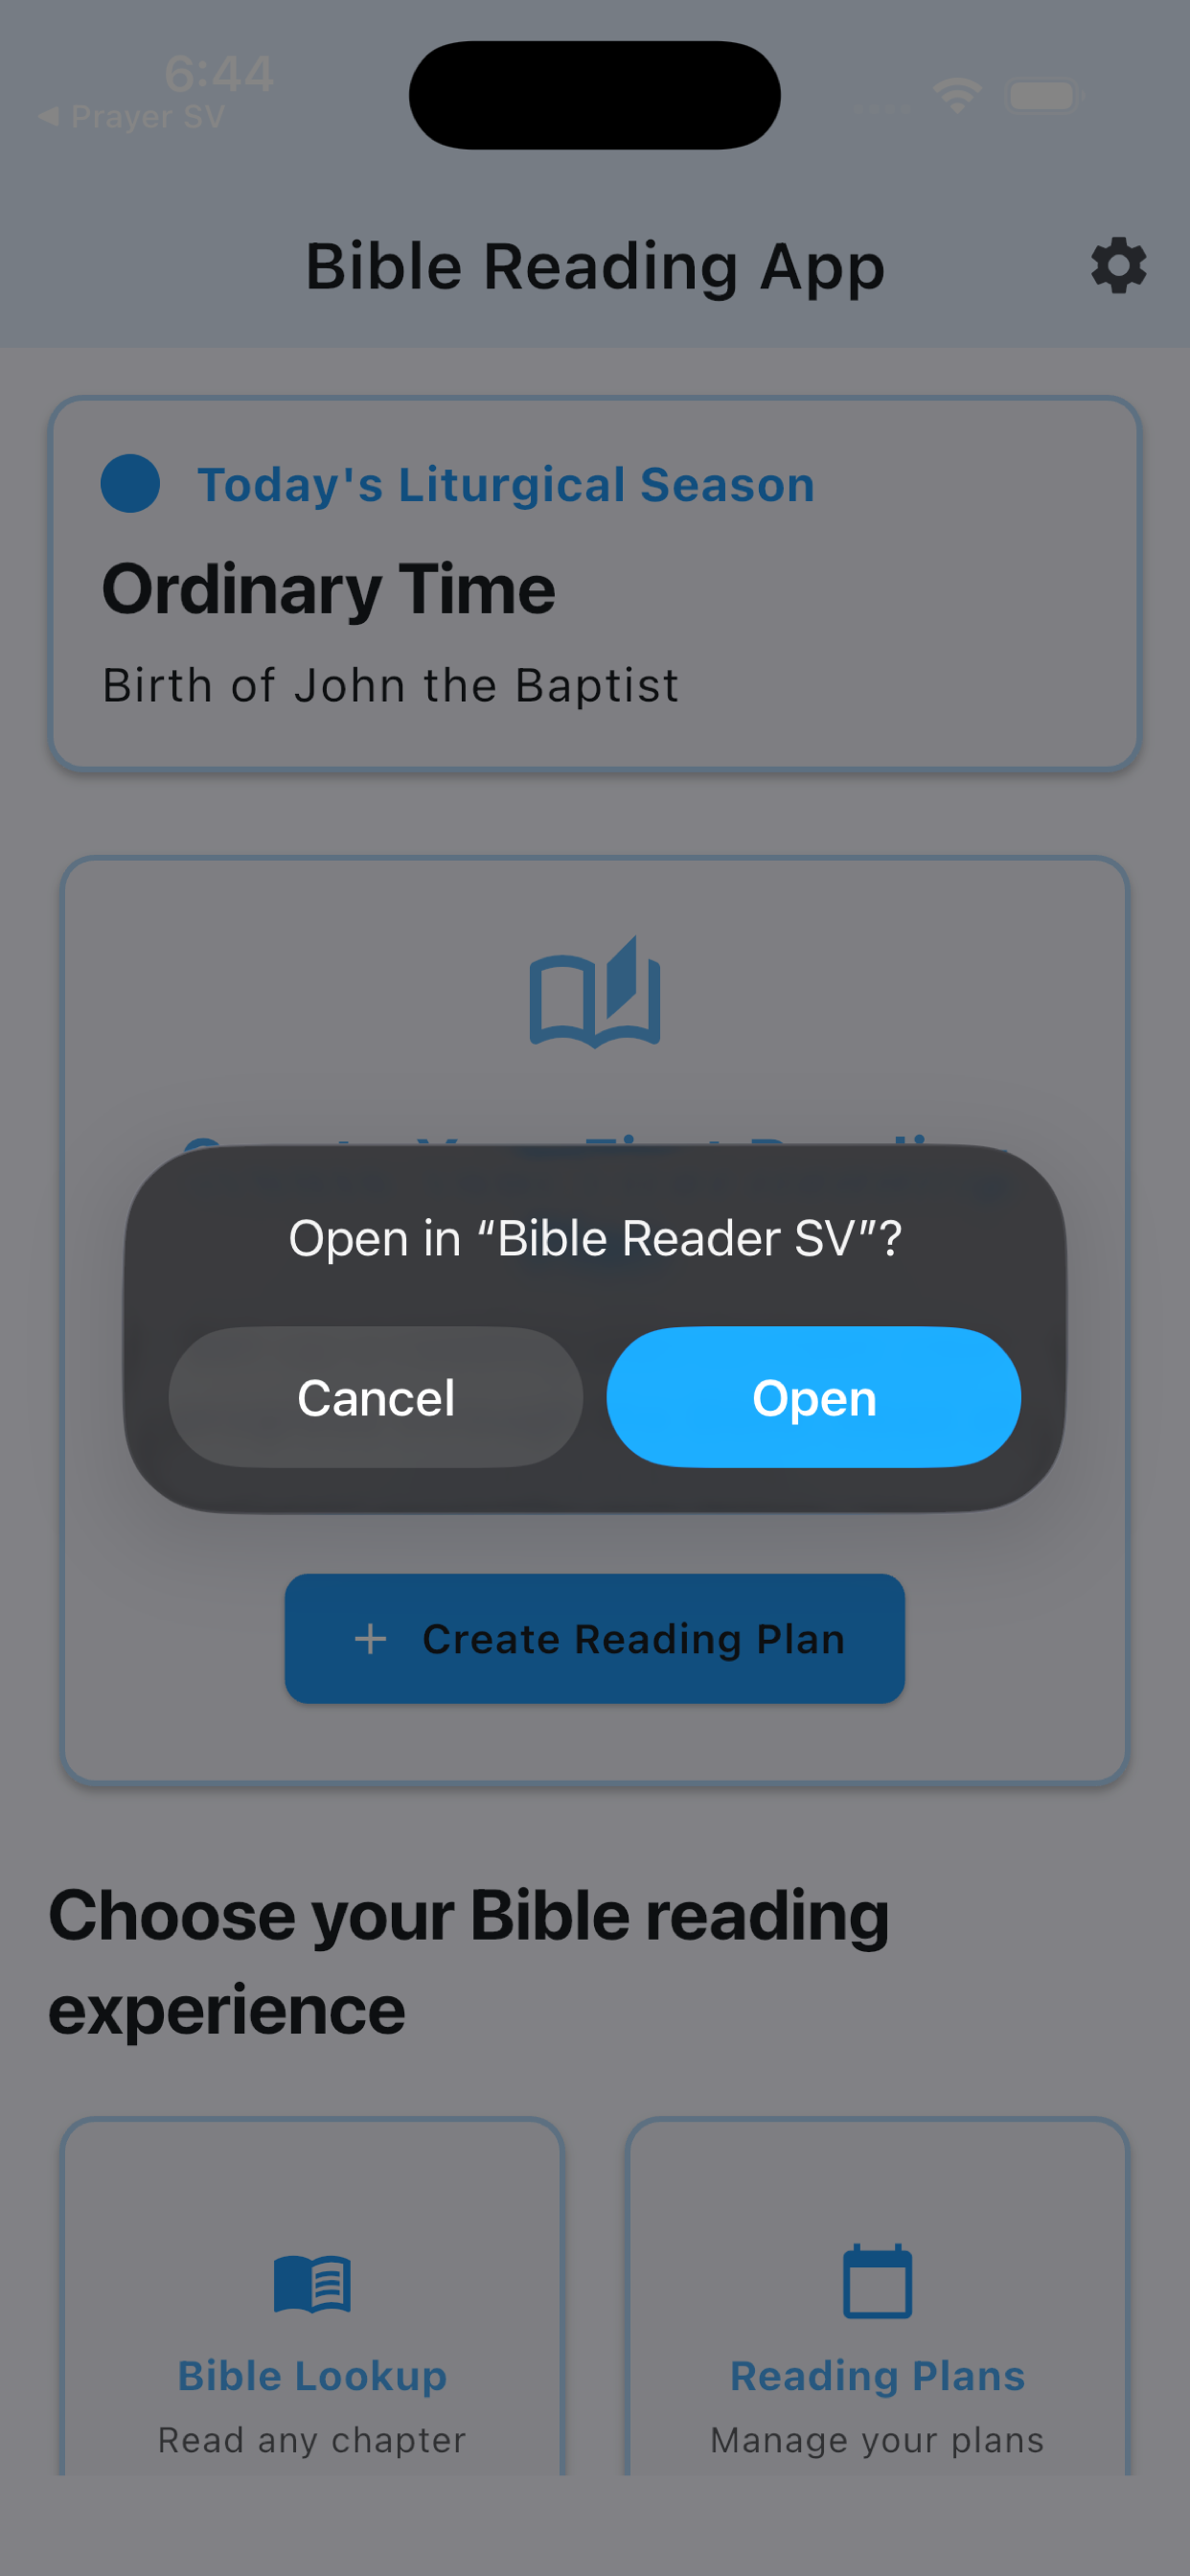 6:44
◀ Prayer SV
Bible Reading App
Today's Liturgical Season
Ordinary Time
Birth of John the Baptist
Open in “Bible Reader SV”?
Cancel
Open
Create Reading Plan
Choose your Bible reading
experience
Bible Lookup
Reading Plans
Read any chapter
Manage your plans